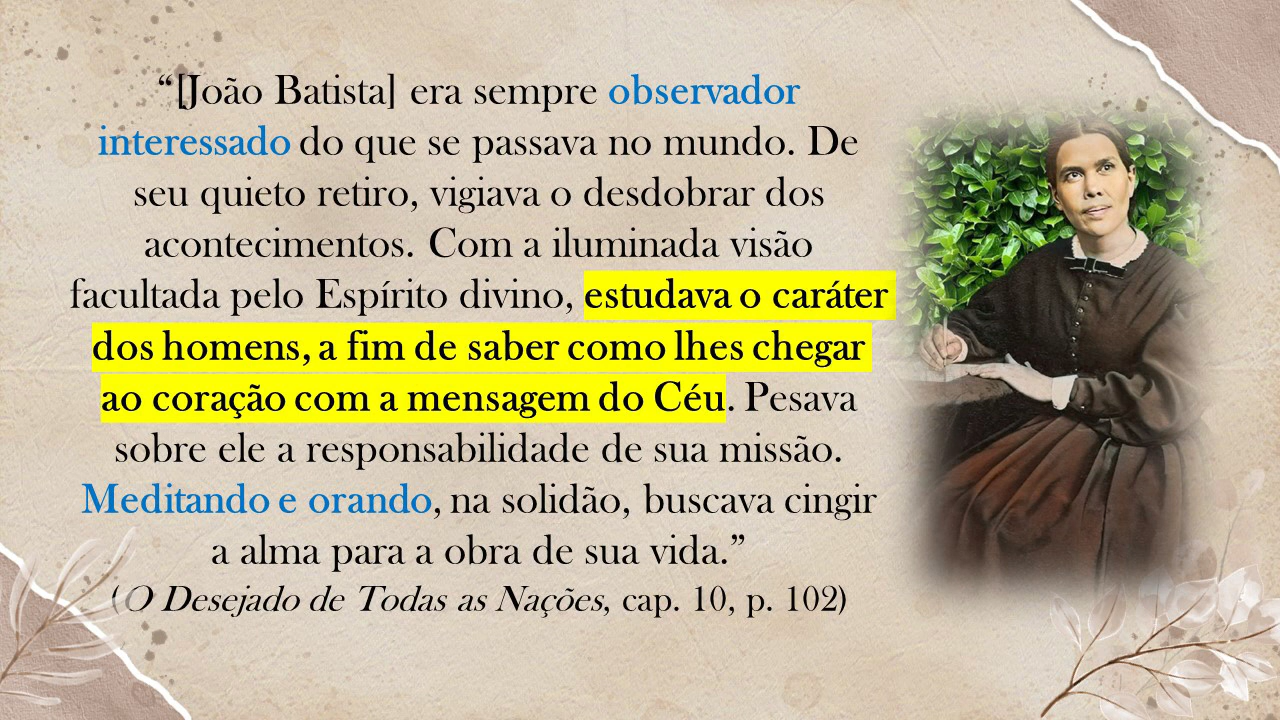 “[João Batista] era sempre observador
interessado do que se passava no mundo. De
seu quieto retiro, vigiava o desdobrar dos
acontecimentos. Com a iluminada visão
facultada pelo Espírito divino, estudava o caráter
dos homens, a fim de saber como lhes chegar
ao coração com a mensagem do Céu. Pesava
sobre ele a responsabilidade de sua missão.
Meditando e orando, na solidão, buscava cingir
a alma para a obra de sua vida.”
(O Desejado de Todas as Nações, cap. 10, p. 102)